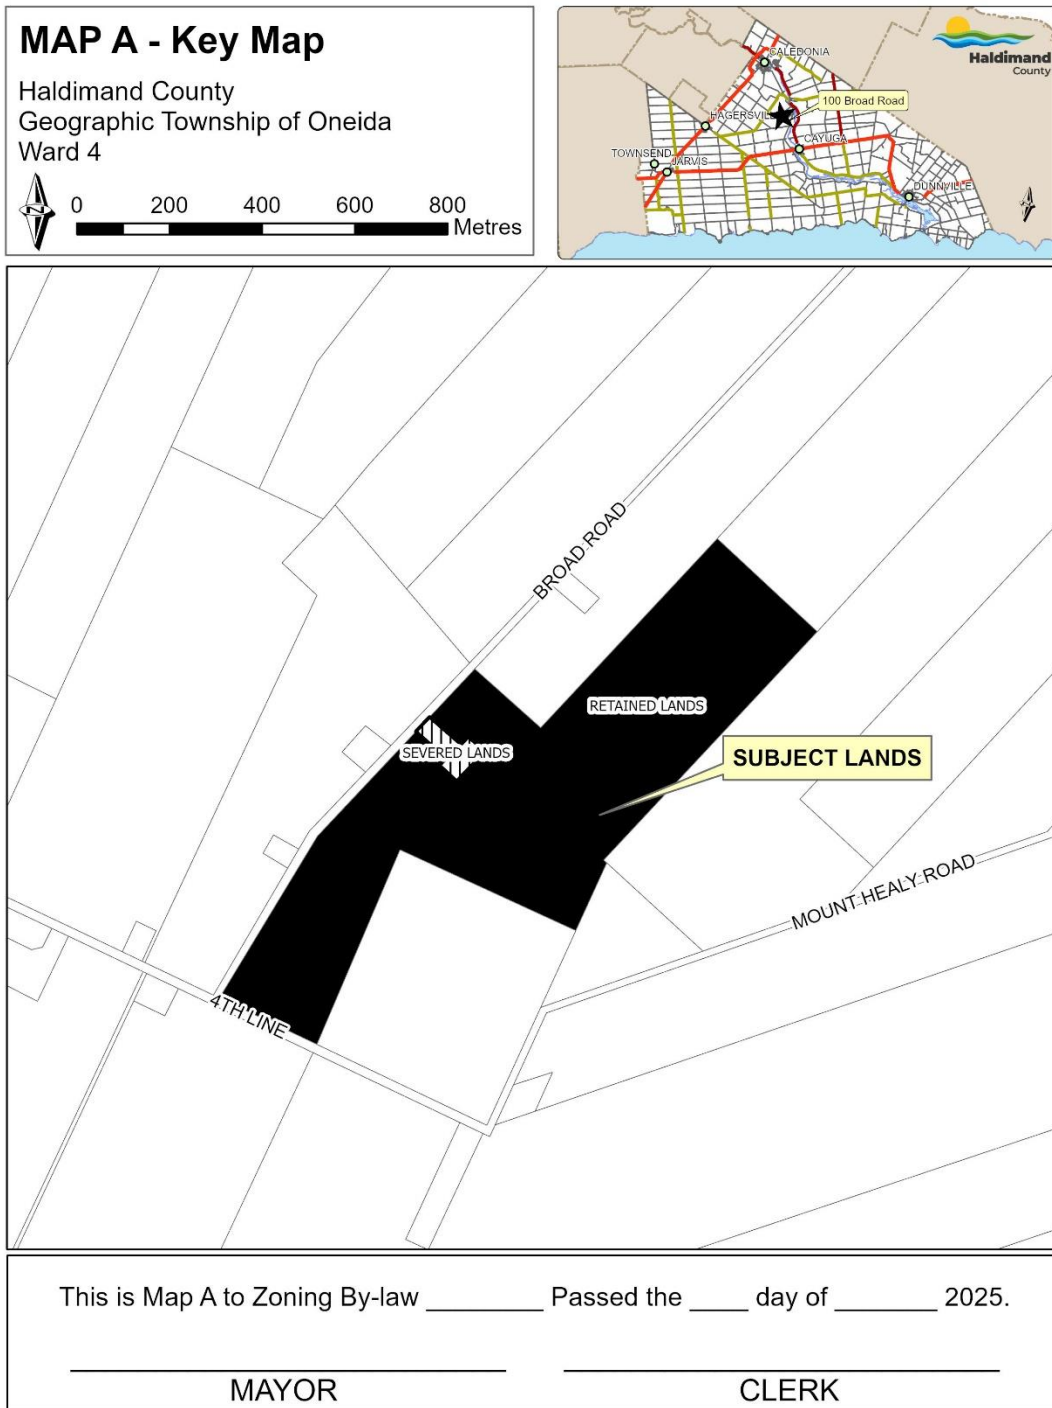 MAP A - Key Map
Haldimand County
Geographic Township of Oneida
Ward 4
N
0 200 400 600 800
Metres
Haldimand
County
CALEDONIA
100 Broad Road
HAGERSVILLE
CAYUGA
TOWNSEND
JARVIS
DUNNVILLE
BROAD ROAD
RETAINED LANDS
SEVERED LANDS
SUBJECT LANDS
MOUNT HEALY ROAD
4TH LINE
This is Map A to Zoning By-law ________ Passed the ____ day of _______ 2025.
MAYOR CLERK